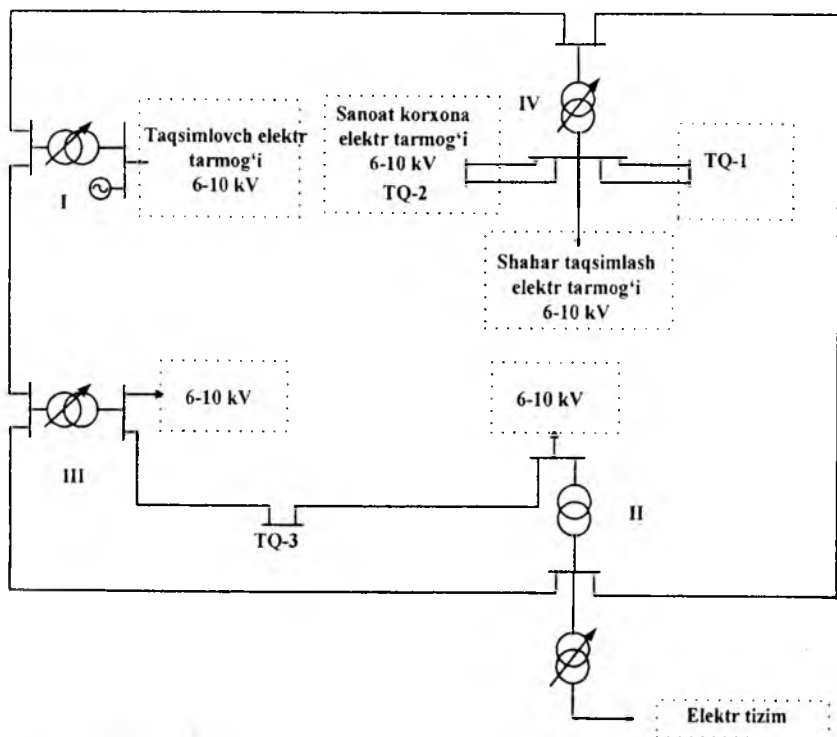 IV
Sanoat korxona
elektr tarmog‘i
6-10 kV
TQ-2
TQ-1
Taqsimlovch elektr
tarmog‘i
6-10 kV
I
Shahar taqsimlash
elektr tarmog‘i
6-10 kV
6-10 kV
III
6-10 kV
II
TQ-3
Elektr tizim